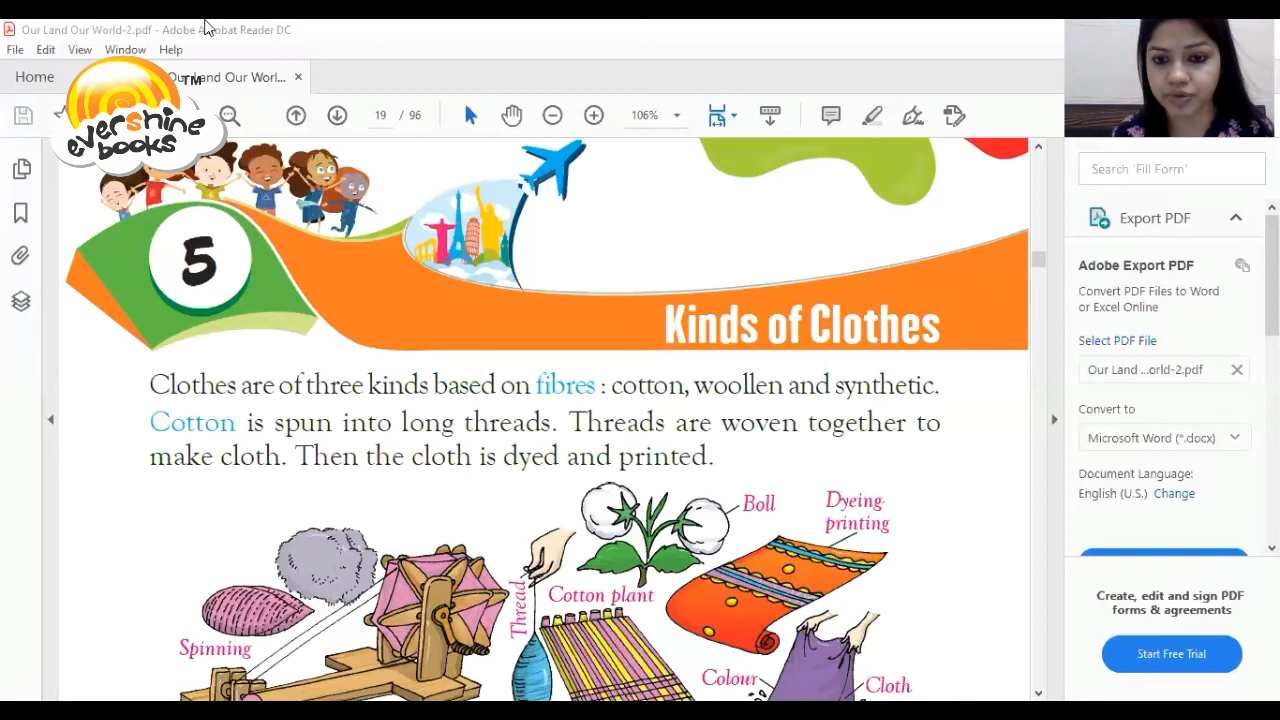 Our Land Our World-2.pdf - Adobe Acrobat Reader DC
File Edit View Window Help
Home
Our Land Our Worl...
TM
evershine
books
19 / 96
106%
5
Kinds of Clothes
Clothes are of three kinds based on fibres : cotton, woollen and synthetic.
Cotton is spun into long threads. Threads are woven together to
make cloth. Then the cloth is dyed and printed.
Boll
Dyeing-
printing
Cotton plant
Thread
Spinning
Colour
Cloth
Search 'Fill Form'
Export PDF
Adobe Export PDF
Convert PDF Files to Word
or Excel Online
Select PDF File
Our Land ...orld-2.pdf
Convert to
Microsoft Word (*.docx)
Document Language:
English (U.S.) Change
Create, edit and sign PDF
forms & agreements
Start Free Trial